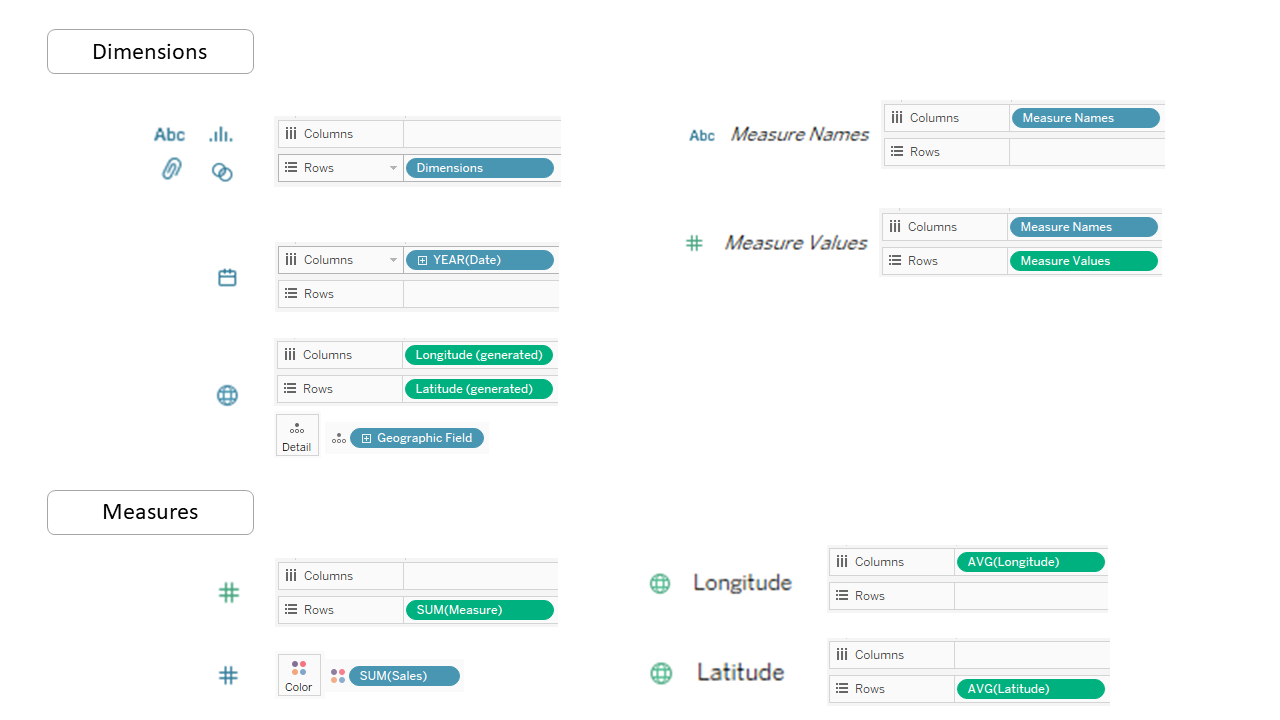 Dimensions
Abc
Columns
Rows
Dimensions
Columns
YEAR(Date)
Rows
Columns
Longitude (generated)
Rows
Latitude (generated)
Detail
Geographic Field
Abc
Measure Names
Columns
Measure Names
Rows
Measure Values
Columns
Measure Names
Rows
Measure Values
Measures
Columns
Rows
SUM(Measure)
Color
SUM(Sales)
Longitude
Columns
AVG(Longitude)
Rows
Latitude
Columns
Rows
AVG(Latitude)